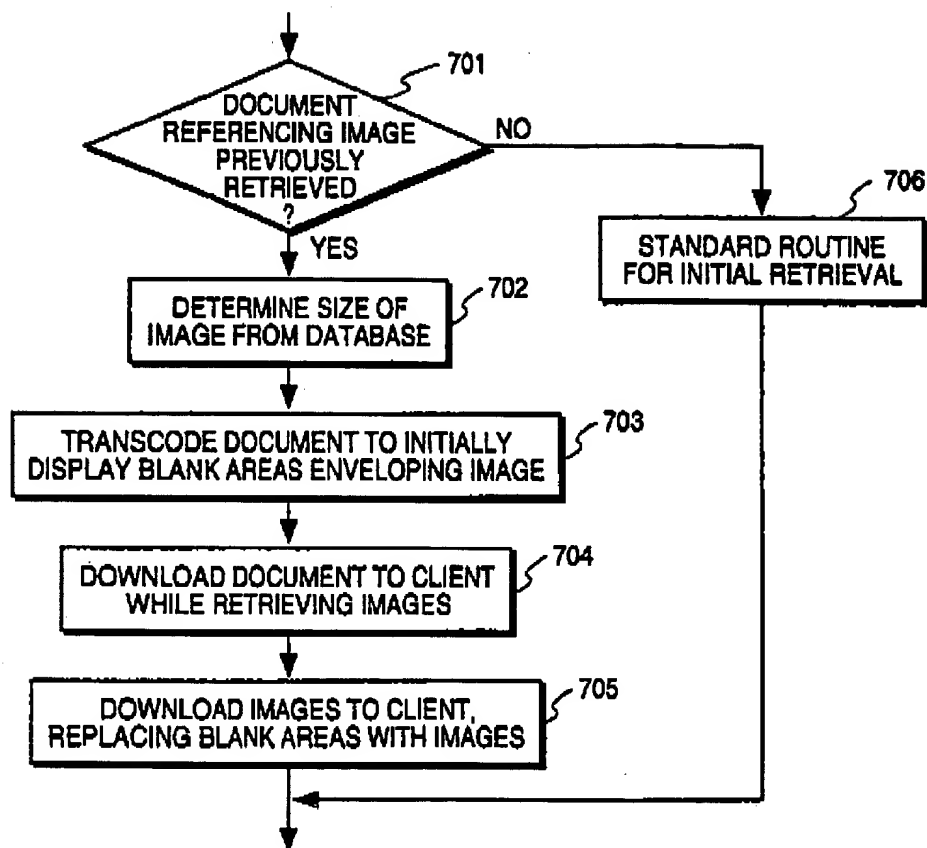 701
DOCUMENT
REFERENCING IMAGE
PREVIOUSLY
RETRIEVED
?
NO
YES
706
STANDARD ROUTINE
FOR INITIAL RETRIEVAL
702
DETERMINE SIZE OF
IMAGE FROM DATABASE
703
TRANSCODE DOCUMENT TO INITIALLY
DISPLAY BLANK AREAS ENVELOPING IMAGE
704
DOWNLOAD DOCUMENT TO CLIENT
WHILE RETRIEVING IMAGES
705
DOWNLOAD IMAGES TO CLIENT,
REPLACING BLANK AREAS WITH IMAGES